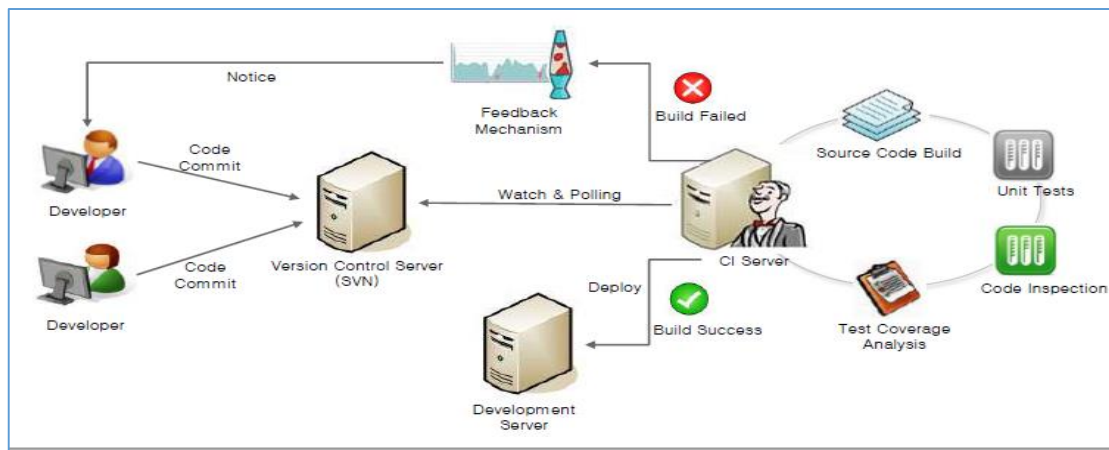 Notice
Feedback
Mechanism
Build Failed
Source Code Build
Unit Tests
Code
Commit
Developer
Watch & Polling
Version Control Server
(SVN)
CI Server
Code Inspection
Code
Commit
Developer
Deploy
Build Success
Test Coverage
Analysis
Development
Server